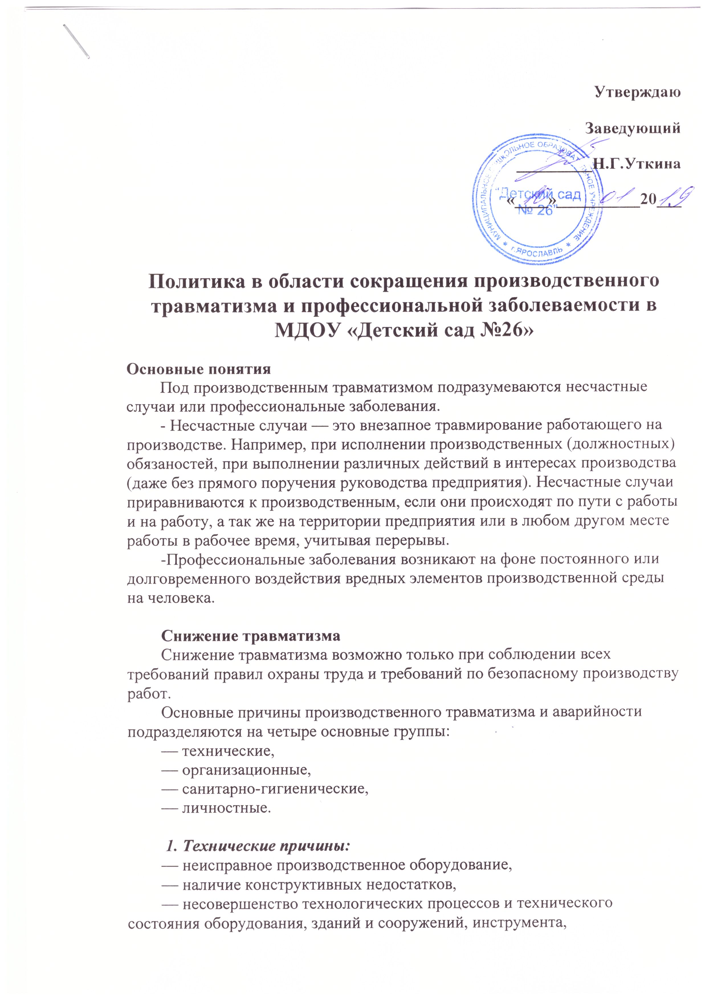 Утверждаю
Заведующий
____________Н.Г.Уткина
«____»__01__2019
МУНИЦИПАЛЬНОЕ ДОШКОЛЬНОЕ ОБРАЗОВАТЕЛЬНОЕ УЧРЕЖДЕНИЕ
"Детский сад
№ 26"
* г.ЯРОСЛАВЛЬ *
Политика в области сокращения производственного
травматизма и профессиональной заболеваемости в
МДОУ «Детский сад №26»
Основные понятия
Под производственным травматизмом подразумеваются несчастные
случаи или профессиональные заболевания.
- Несчастные случаи — это внезапное травмирование работающего на
производстве. Например, при исполнении производственных (должностных)
обязаностей, при выполнении различных действий в интересах производства
(даже без прямого поручения руководства предприятия). Несчастные случаи
приравниваются к производственным, если они происходят по пути с работы
и на работу, а так же на территории предприятия или в любом другом месте
работы в рабочее время, учитывая перерывы.
-Профессиональные заболевания возникают на фоне постоянного или
долговременного воздействия вредных элементов производственной среды
на человека.
Снижение травматизма
Снижение травматизма возможно только при соблюдении всех
требований правил охраны труда и требований по безопасному производству
работ.
Основные причины производственного травматизма и аварийности
подразделяются на четыре основные группы:
— технические,
— организационные,
— санитарно-гигиенические,
— личностные.
1. Технические причины:
— неисправное производственное оборудование,
— наличие конструктивных недостатков,
— несовершенство технологических процессов и технического
состояния оборудования, зданий и сооружений, инструмента,